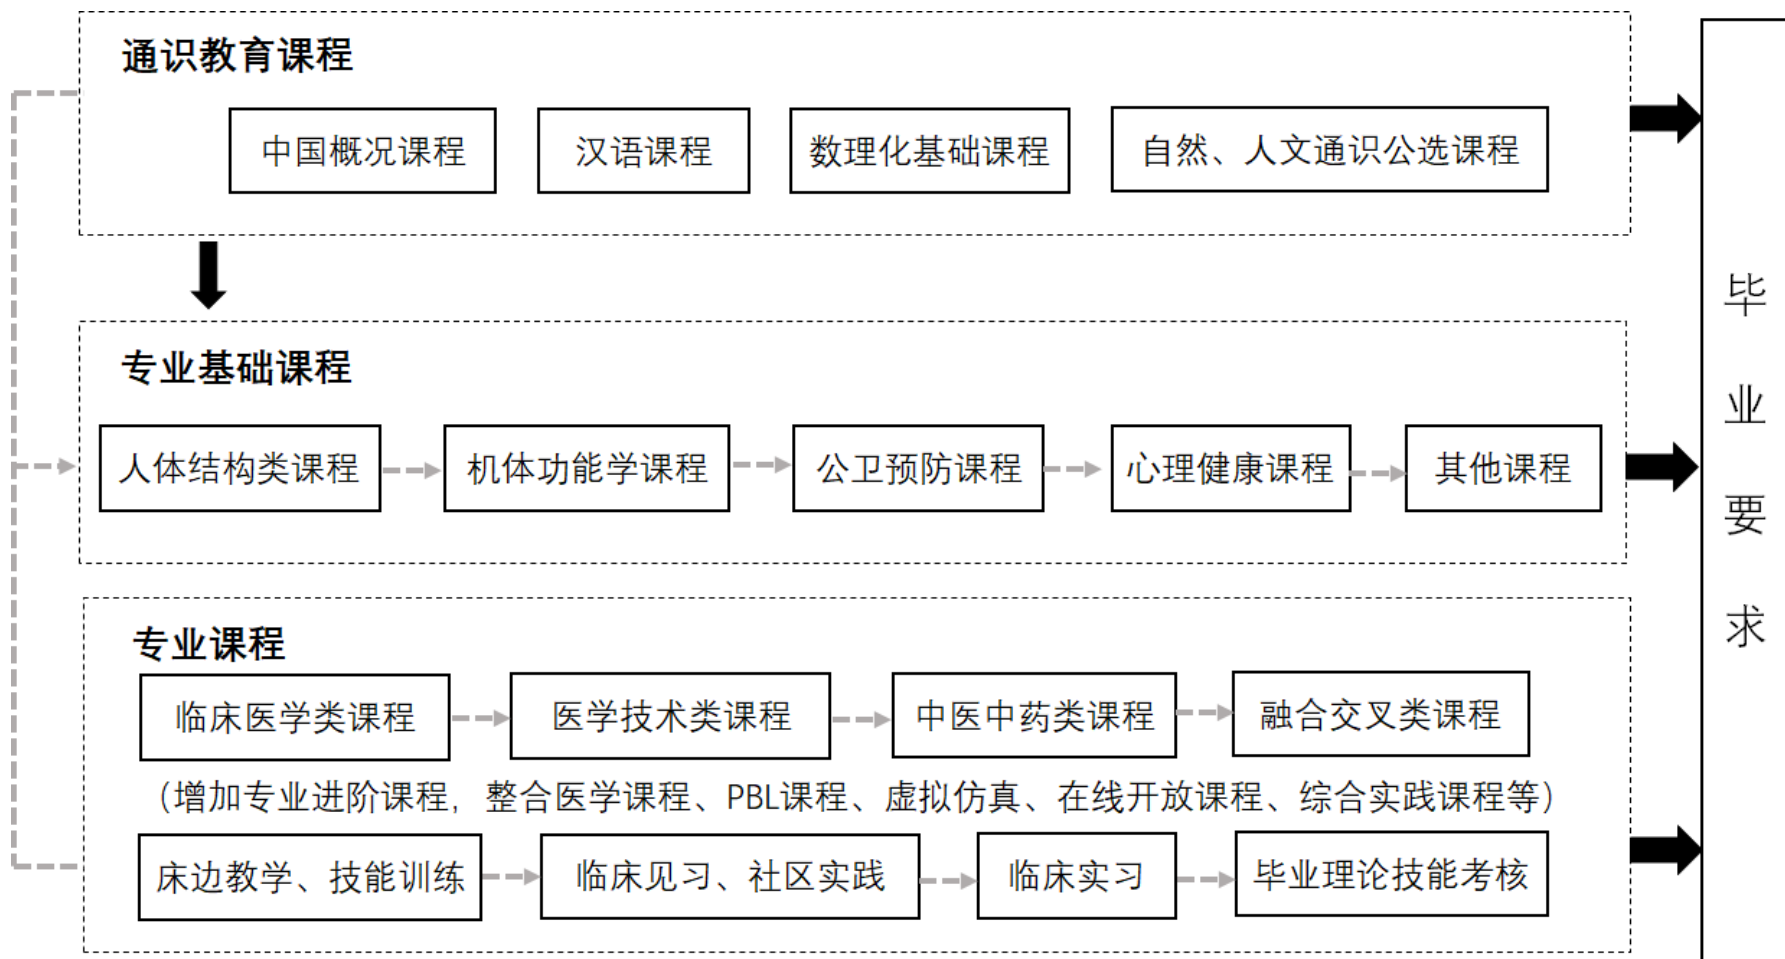 通识教育课程
中国概况课程
汉语课程
数理化基础课程
自然、人文通识公选课程
专业基础课程
人体结构类课程
机体功能学课程
公卫预防课程
心理健康课程
其他课程
专业课程
临床医学类课程
医学技术类课程
中医中药类课程
融合交叉类课程
（增加专业进阶课程，整合医学课程、PBL课程、虚拟仿真、在线开放课程、综合实践课程等）
床边教学、技能训练
临床见习、社区实践
临床实习
毕业理论技能考核
毕业要求